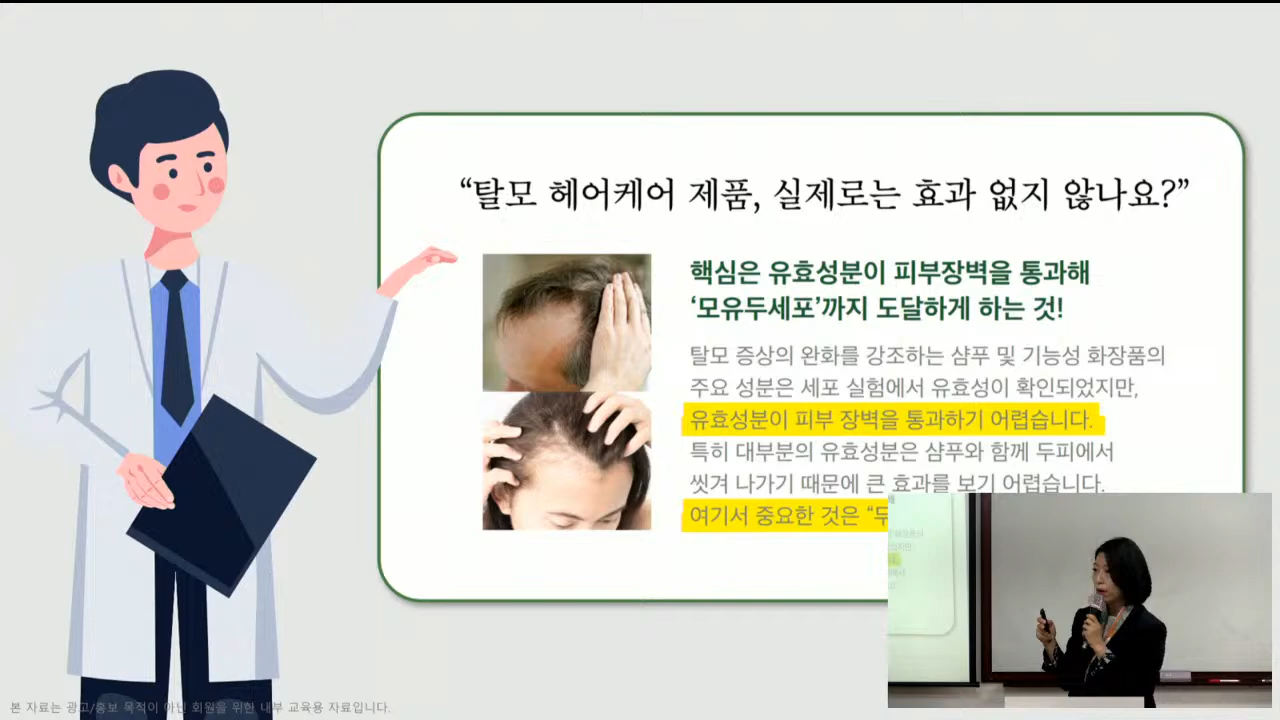 “탈모 헤어케어 제품, 실제로는 효과 없지 않나요?”
핵심은 유효성분이 피부장벽을 통과해
‘모유두세포’까지 도달하게 하는 것!
탈모 증상의 완화를 강조하는 샴푸 및 기능성 화장품의
주요 성분은 세포 실험에서 유효성이 확인되었지만,
유효성분이 피부 장벽을 통과하기 어렵습니다.
특히 대부분의 유효성분은 샴푸와 함께 두피에서
씻겨 나가기 때문에 큰 효과를 보기 어렵습니다.
여기서 중요한 것은
본 자료는 광고/홍보 목적이 아닌 회원을 위한 내부 교육용 자료입니다.